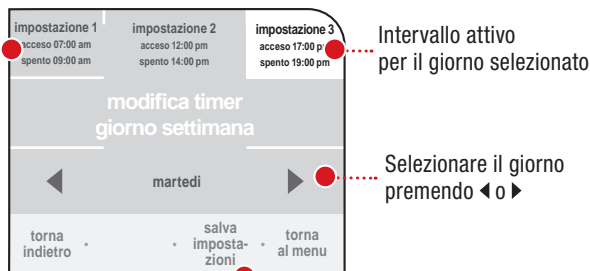 impostazione 1
acceso 07:00 am
spento 09:00 am
impostazione 2
acceso 12:00 pm
spento 14:00 pm
impostazione 3
acceso 17:00
spento 19:00 pm
Intervallo attivo
per il giorno selezionato
modifica timer
giorno settimana
◀ martedi ▶
Selezionare il giorno
premendo ◀ o ▶
torna
indietro
•
•
salva
imposta-
zioni
•
torna
al menu